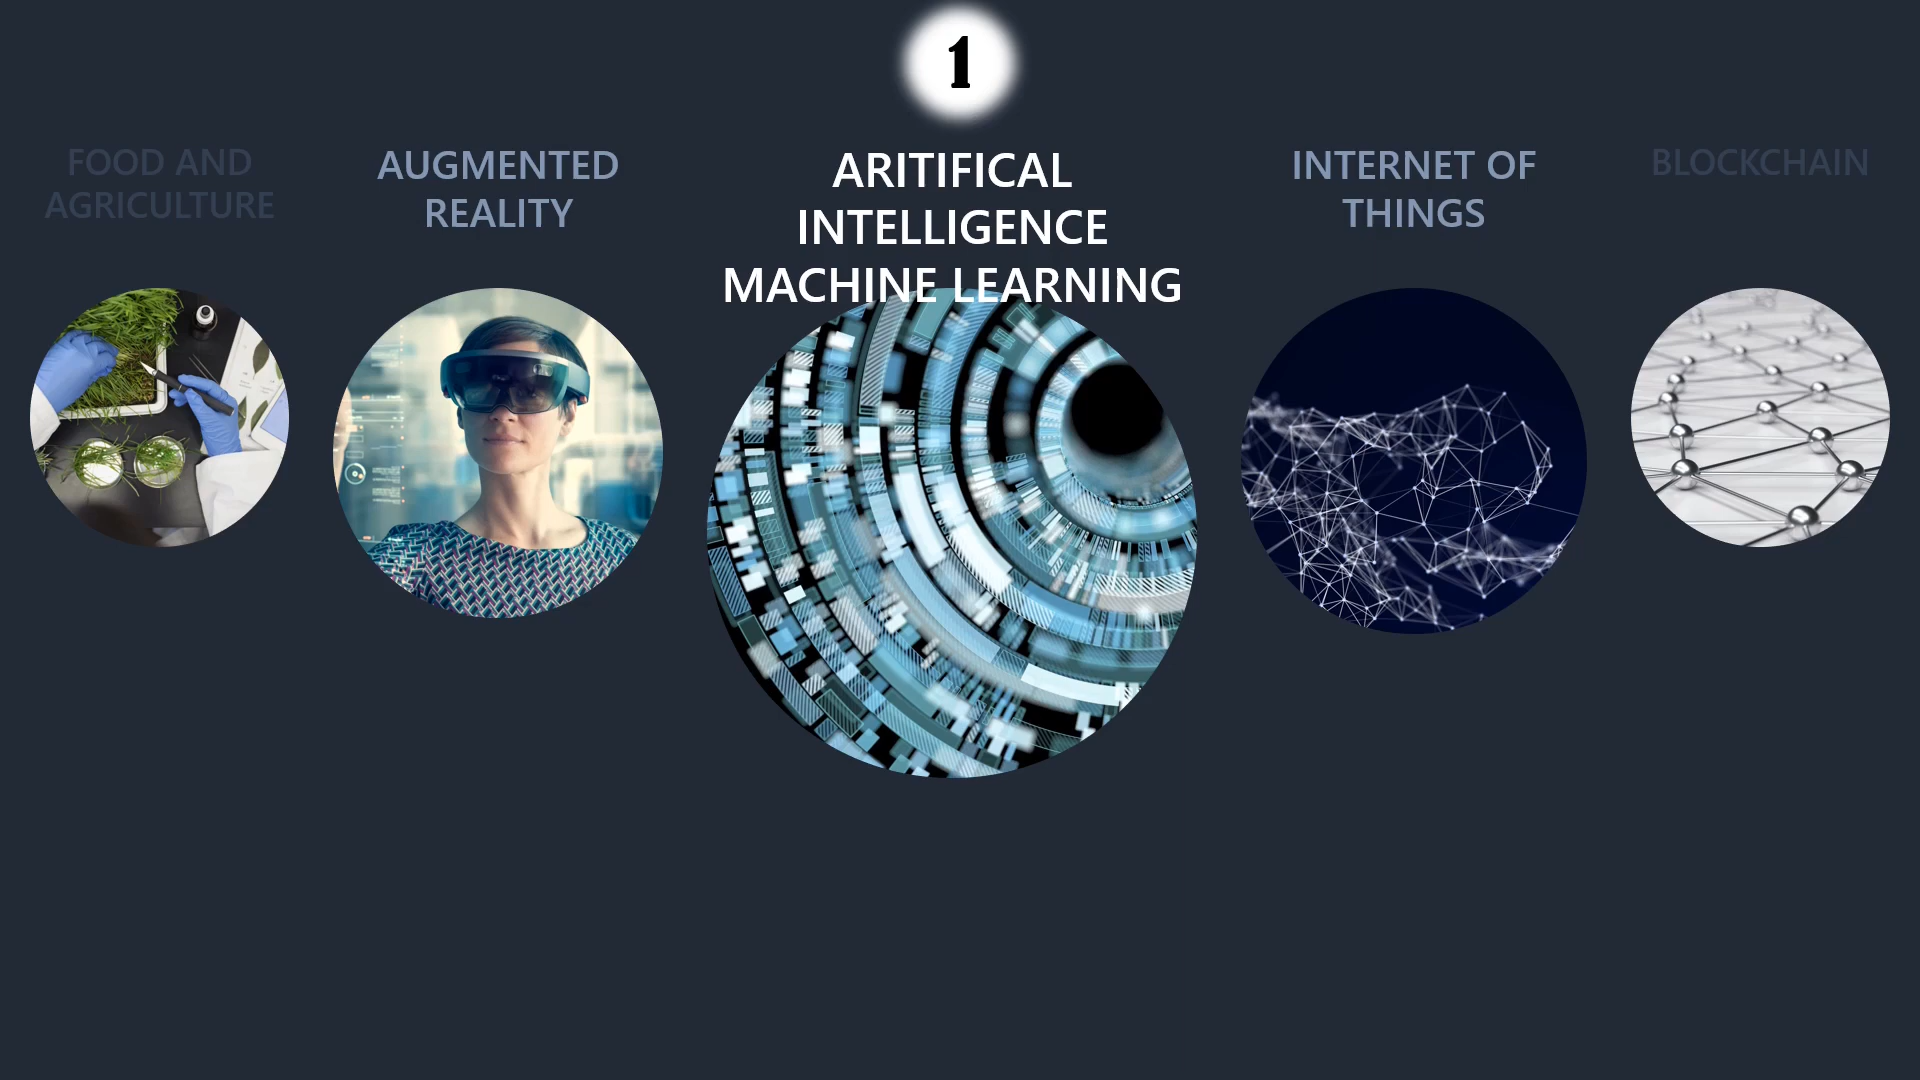 1
FOOD AND
AGRICULTURE
AUGMENTED
REALITY
ARITIFICAL
INTELLIGENCE
MACHINE LEARNING
INTERNET OF
THINGS
BLOCKCHAIN